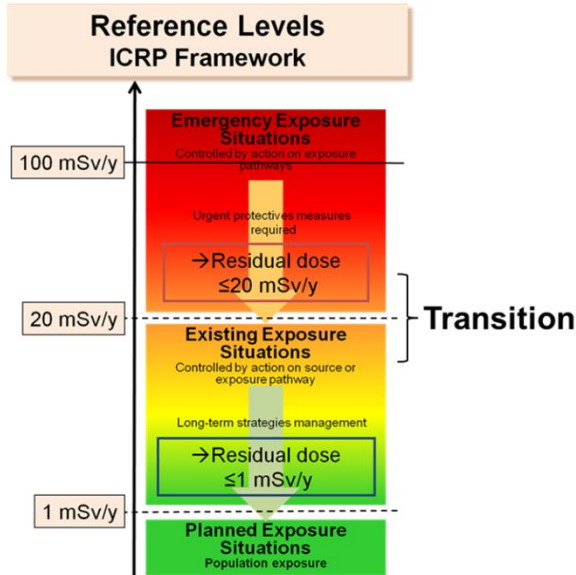 Reference Levels
ICRP Framework
Emergency Exposure
Situations
Controlled by action on exposure
pathways
100 mSv/y
Urgent protectives measures
required
→Residual dose
≤20 mSv/y
20 mSv/y
Transition
Existing Exposure
Situations
Controlled by action on source or
exposure pathway
Long-term strategies management
→Residual dose
≤1 mSv/y
1 mSv/y
Planned Exposure
Situations
Population exposure